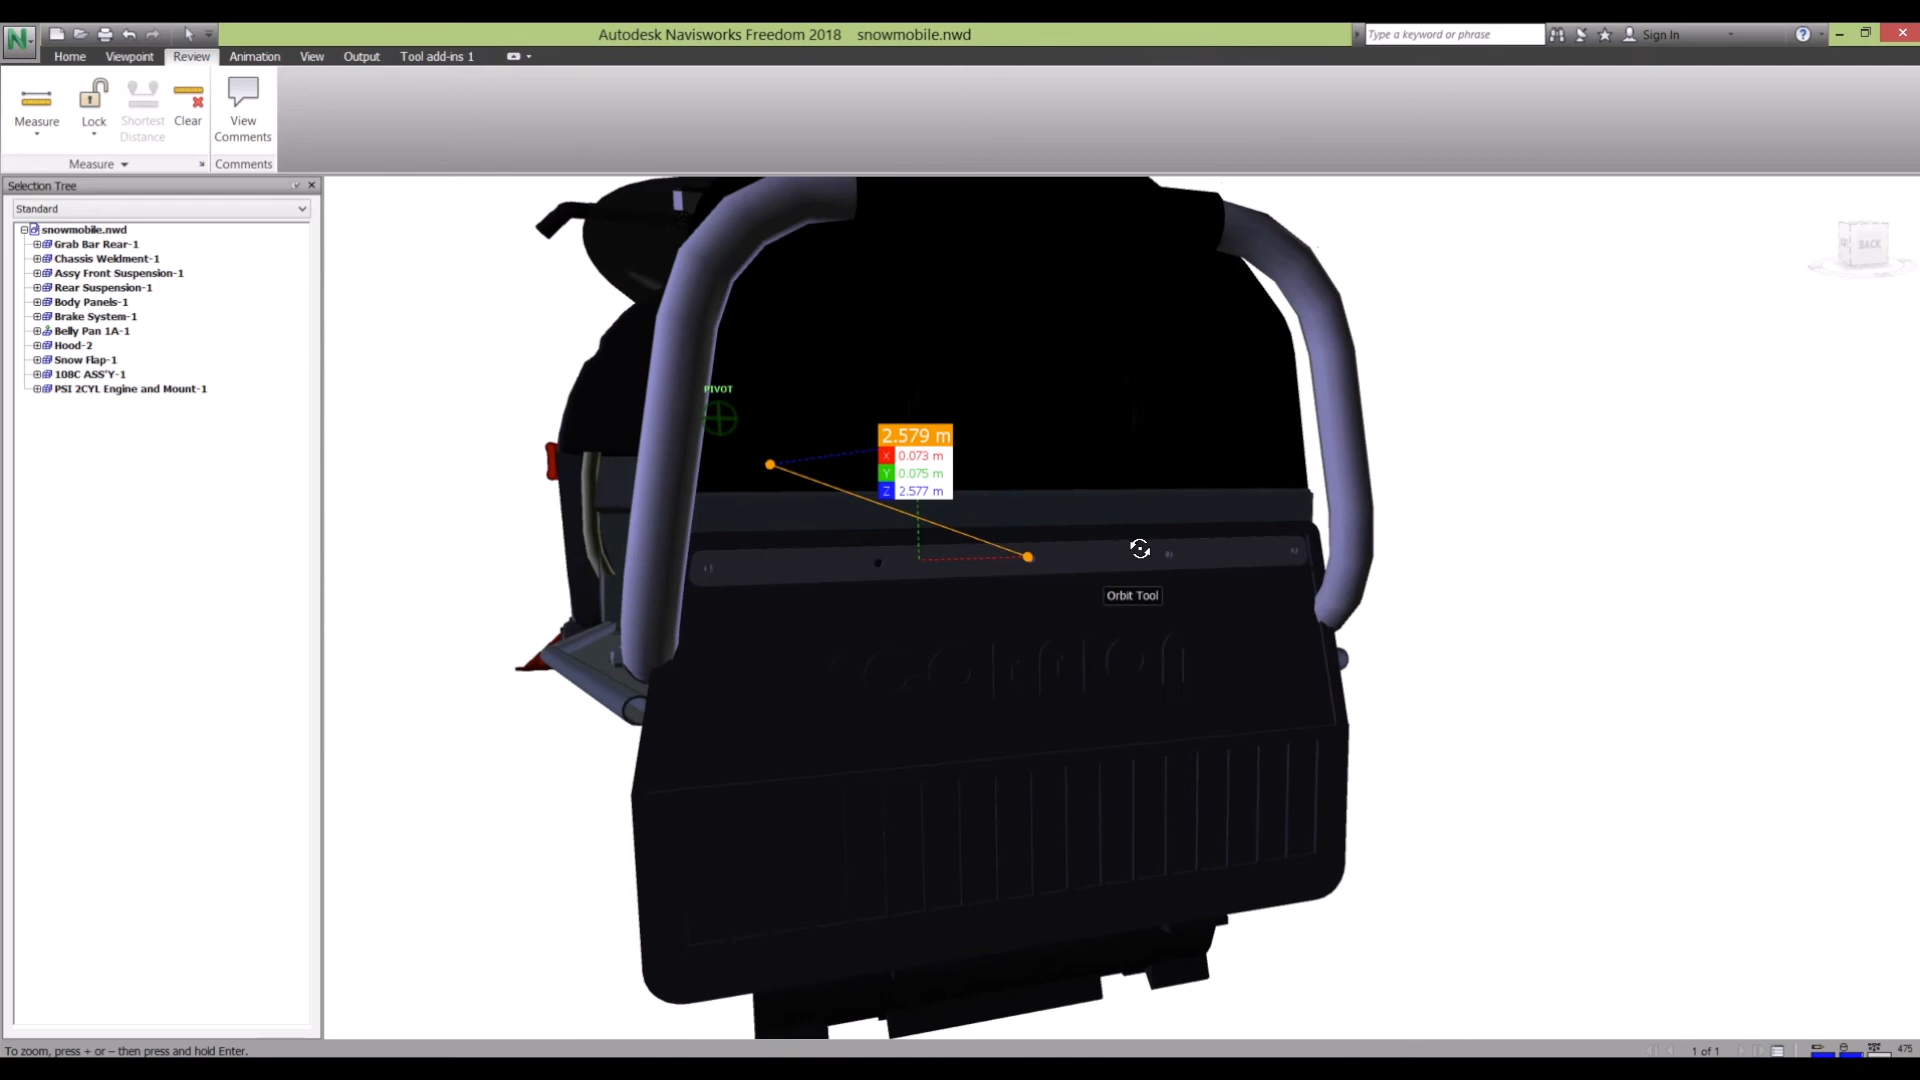 Autodesk Navisworks Freedom 2018 snowmobile.nwd
Type a keyword or phrase
Sign In
Home Viewpoint Review Animation View Output Tool add-ins 1
Measure
Lock
Shortest
Distance
Clear
View
Comments
Measure
Comments
Selection Tree
Standard
snowmobile.nwd
Grab Bar Rear-1
Chassis Weldment-1
Assy Front Suspension-1
Rear Suspension-1
Body Panels-1
Brake System-1
Belly Pan 1A-1
Hood-2
Snow Flap-1
108C ASS'Y-1
PSI 2CYL Engine and Mount-1
BACK
PIVOT
2.579 m
X 0.073 m
Y 0.075 m
Z 2.577 m
Orbit Tool
To zoom, press + or – then press and hold Enter.
1 of 1
475